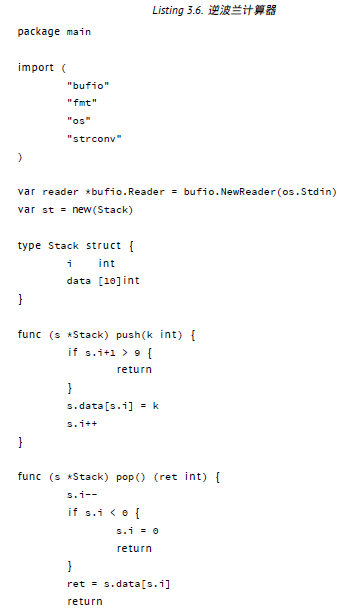 Listing 3.6. 逆波兰计算器
package main
import (
"bufio"
"fmt"
"os"
"strconv"
)
var reader *bufio.Reader = bufio.NewReader(os.Stdin)
var st = new(Stack)
type Stack struct {
i int
data [10]int
}
func (s *Stack) push(k int) {
if s.i+1 > 9 {
return
}
s.data[s.i] = k
s.i++
}
func (s *Stack) pop() (ret int) {
s.i--
if s.i < 0 {
s.i = 0
return
}
ret = s.data[s.i]
return